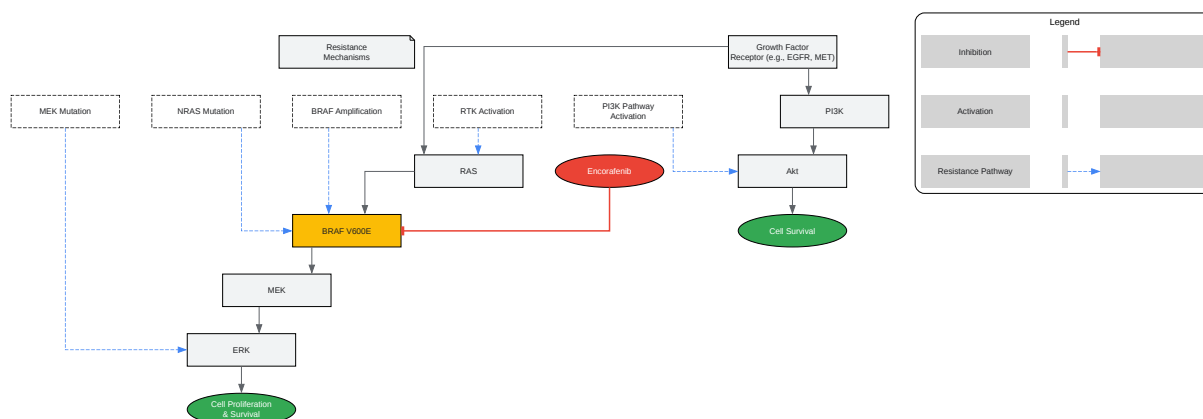 Legend
Resistance
Mechanisms
Growth Factor
Receptor (e.g., EGFR, MET)
Inhibition
MEK Mutation
NRAS Mutation
BRAF Amplification
RTK Activation
PI3K Pathway
Activation
PI3K
Activation
RAS
Encorafenib
Akt
Resistance Pathway
BRAF V600E
Cell Survival
MEK
ERK
Cell Proliferation
& Survival